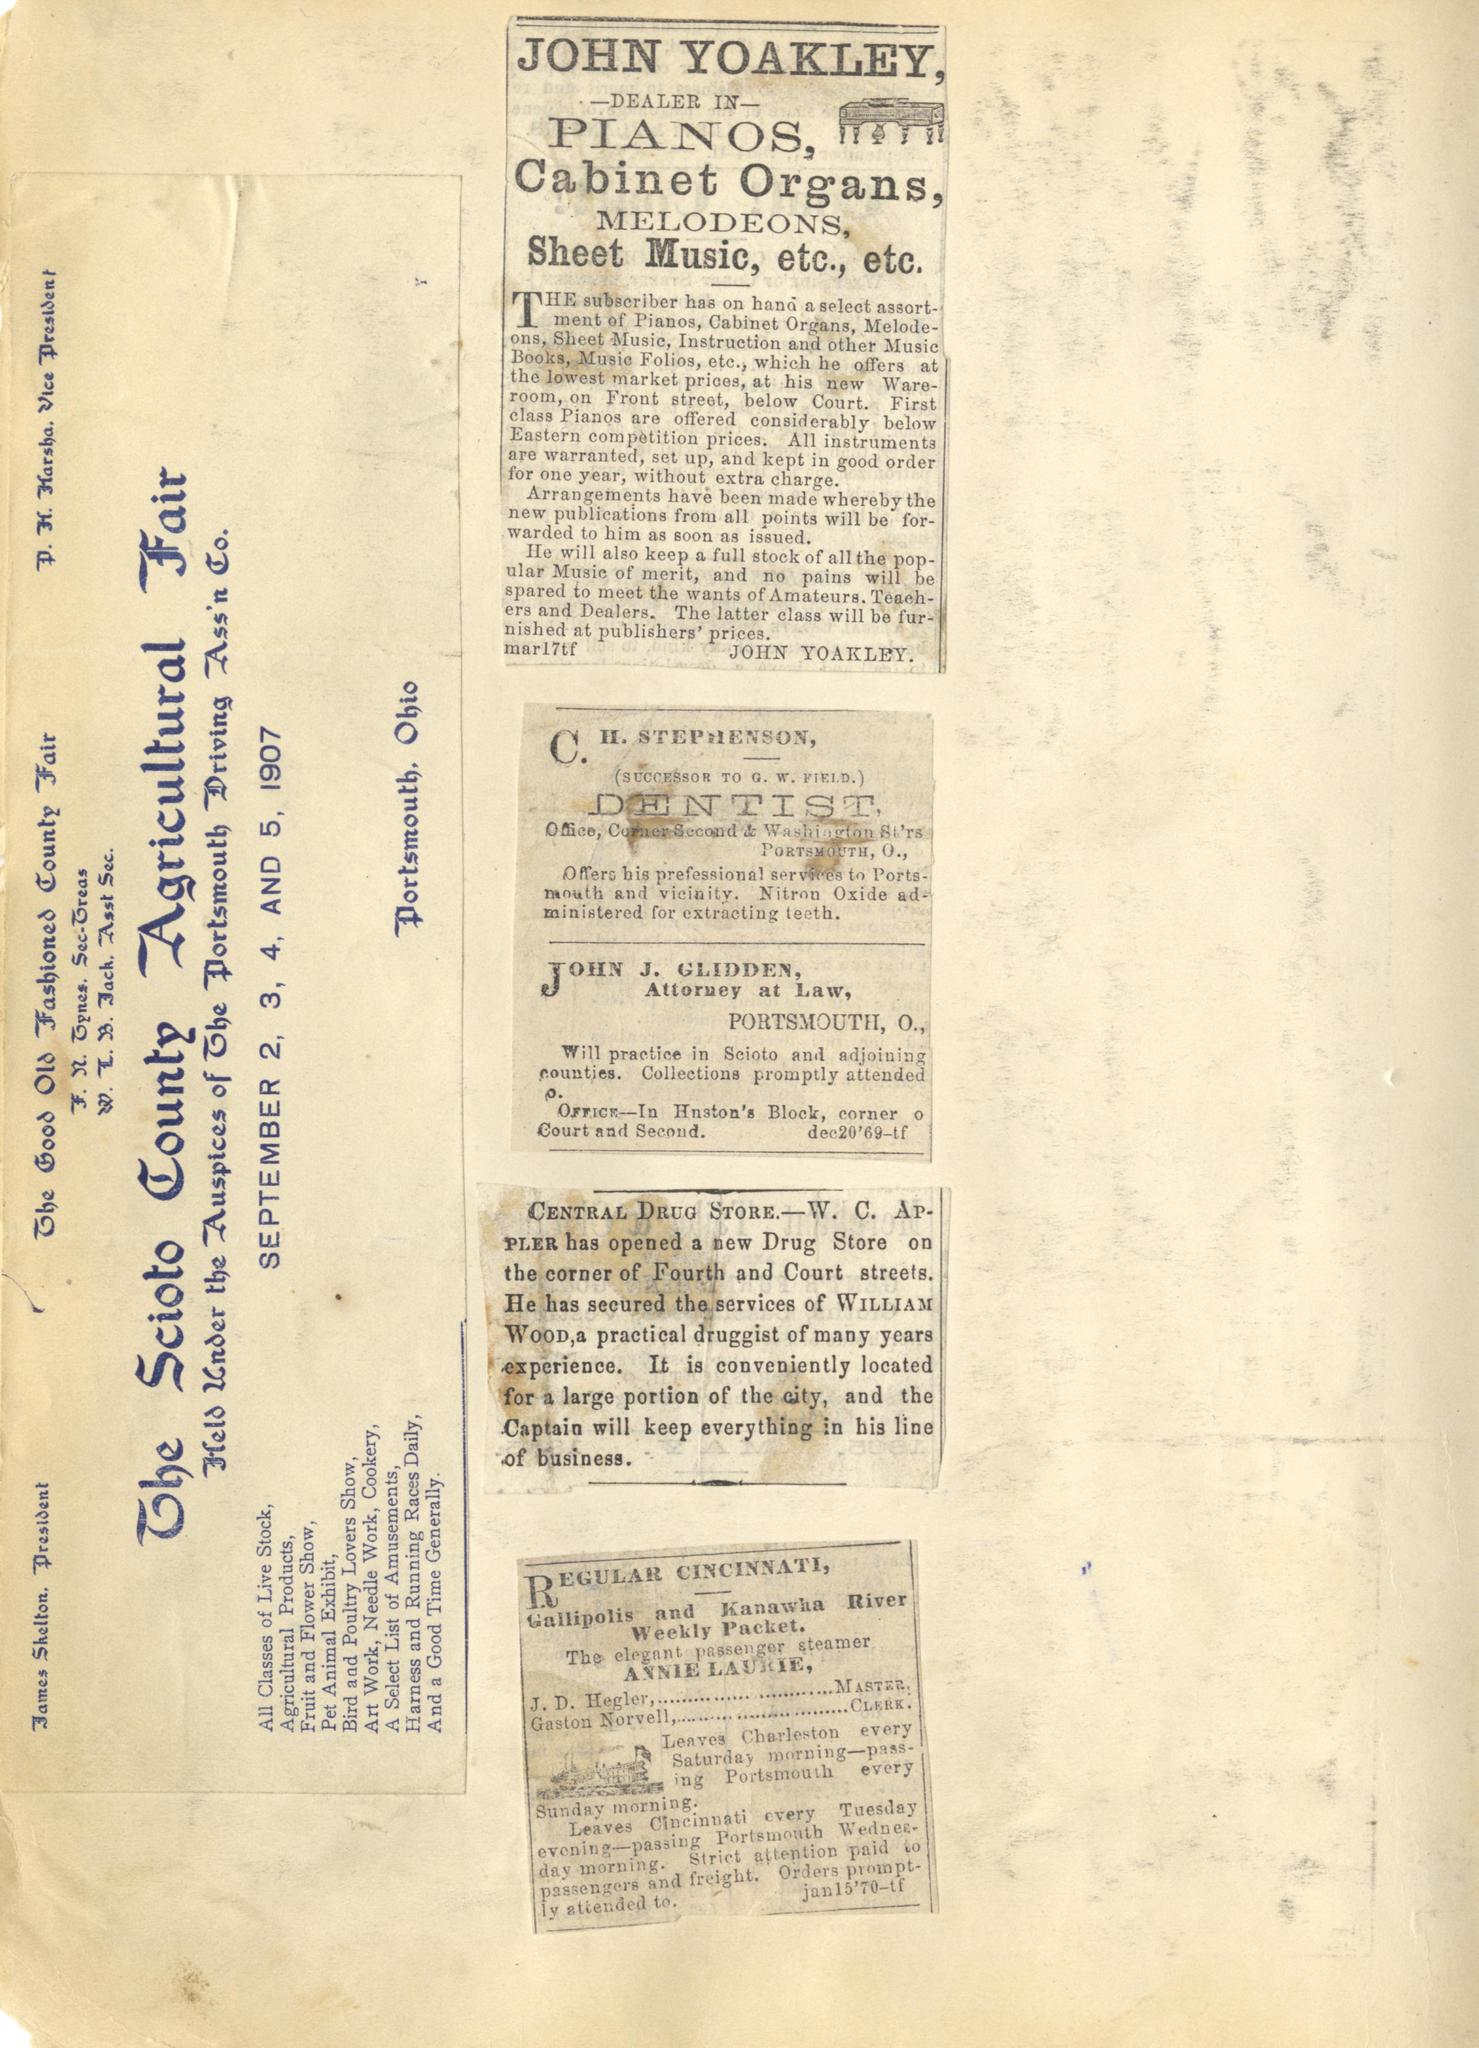 James Shelton. President
The Good Old Fashioned County Fair
P. H. Harsha. Vice President
F. N. Tynes. Sec-Treas
W. L. B. Jack. Asst Sec.
The Scioto County Agricultural Fair
Held Under the Auspices of The Portsmouth Driving Ass'n Co.
SEPTEMBER 2, 3, 4, AND 5, 1907
All Classes of Live Stock,
Agricultural Products,
Fruit and Flower Show,
Pet Animal Exhibit,
Bird and Poultry Lovers Show,
Art Work, Needle Work, Cookery,
A Select List of Amusements,
Harness and Running Races Daily,
And a Good Time Generally.
Portsmouth, Ohio
JOHN YOAKLEY,
—DEALER IN—
PIANOS,
Cabinet Organs,
MELODEONS,
Sheet Music, etc., etc.
THE subscriber has on hand a select assort-
ment of Pianos, Cabinet Organs, Melode-
ons, Sheet Music, Instruction and other Music
Books, Music Folios, etc., which he offers at
the lowest market prices, at his new Ware-
room, on Front street, below Court. First
class Pianos are offered considerably below
Eastern competition prices. All instruments
are warranted, set up, and kept in good order
for one year, without extra charge.
Arrangements have been made whereby the
new publications from all points will be for-
warded to him as soon as issued.
He will also keep a full stock of all the pop-
ular Music of merit, and no pains will be
spared to meet the wants of Amateurs. Teach-
ers and Dealers. The latter class will be fur-
nished at publishers' prices.
mar17tf JOHN YOAKLEY.
C. H. STEPHENSON,
(SUCCESSOR TO G. W. FIELD.)
DENTIST,
Office, Corner Second & Washington St'rs
PORTSMOUTH, O.,
Offers his prefessional services to Ports-
mouth and vicinity. Nitron Oxide ad-
ministered for extracting teeth.
JOHN J. GLIDDEN,
Attorney at Law,
PORTSMOUTH, O.,
Will practice in Scioto and adjoining
counties. Collections promptly attended
o.
OFFICE—In Hnston's Block, corner o
Court and Second. dec20'69–tf
CENTRAL DRUG STORE.—W. C. AP-
PLER has opened a new Drug Store on
the corner of Fourth and Court streets.
He has secured the services of WILLIAM
WOOD, a practical druggist of many years
experience. It is conveniently located
for a large portion of the city, and the
Captain will keep everything in his line
of business.
REGULAR CINCINNATI,
Gallipolis and Kanawha River
Weekly Packet.
The elegant passenger steamer
ANNIE LAURIE,
J. D. Hegler,..............................MASTER.
Gaston Norvell,............................CLERK.
Leaves Charleston every
Saturday morning—pass-
ing Portsmouth every
Sunday morning.
Leaves Cincinnati every Tuesday
evening—passing Portsmouth Wednes-
day morning. Strict attention paid to
passengers and freight. Orders prompt-
ly attended to. jan15'70–tf